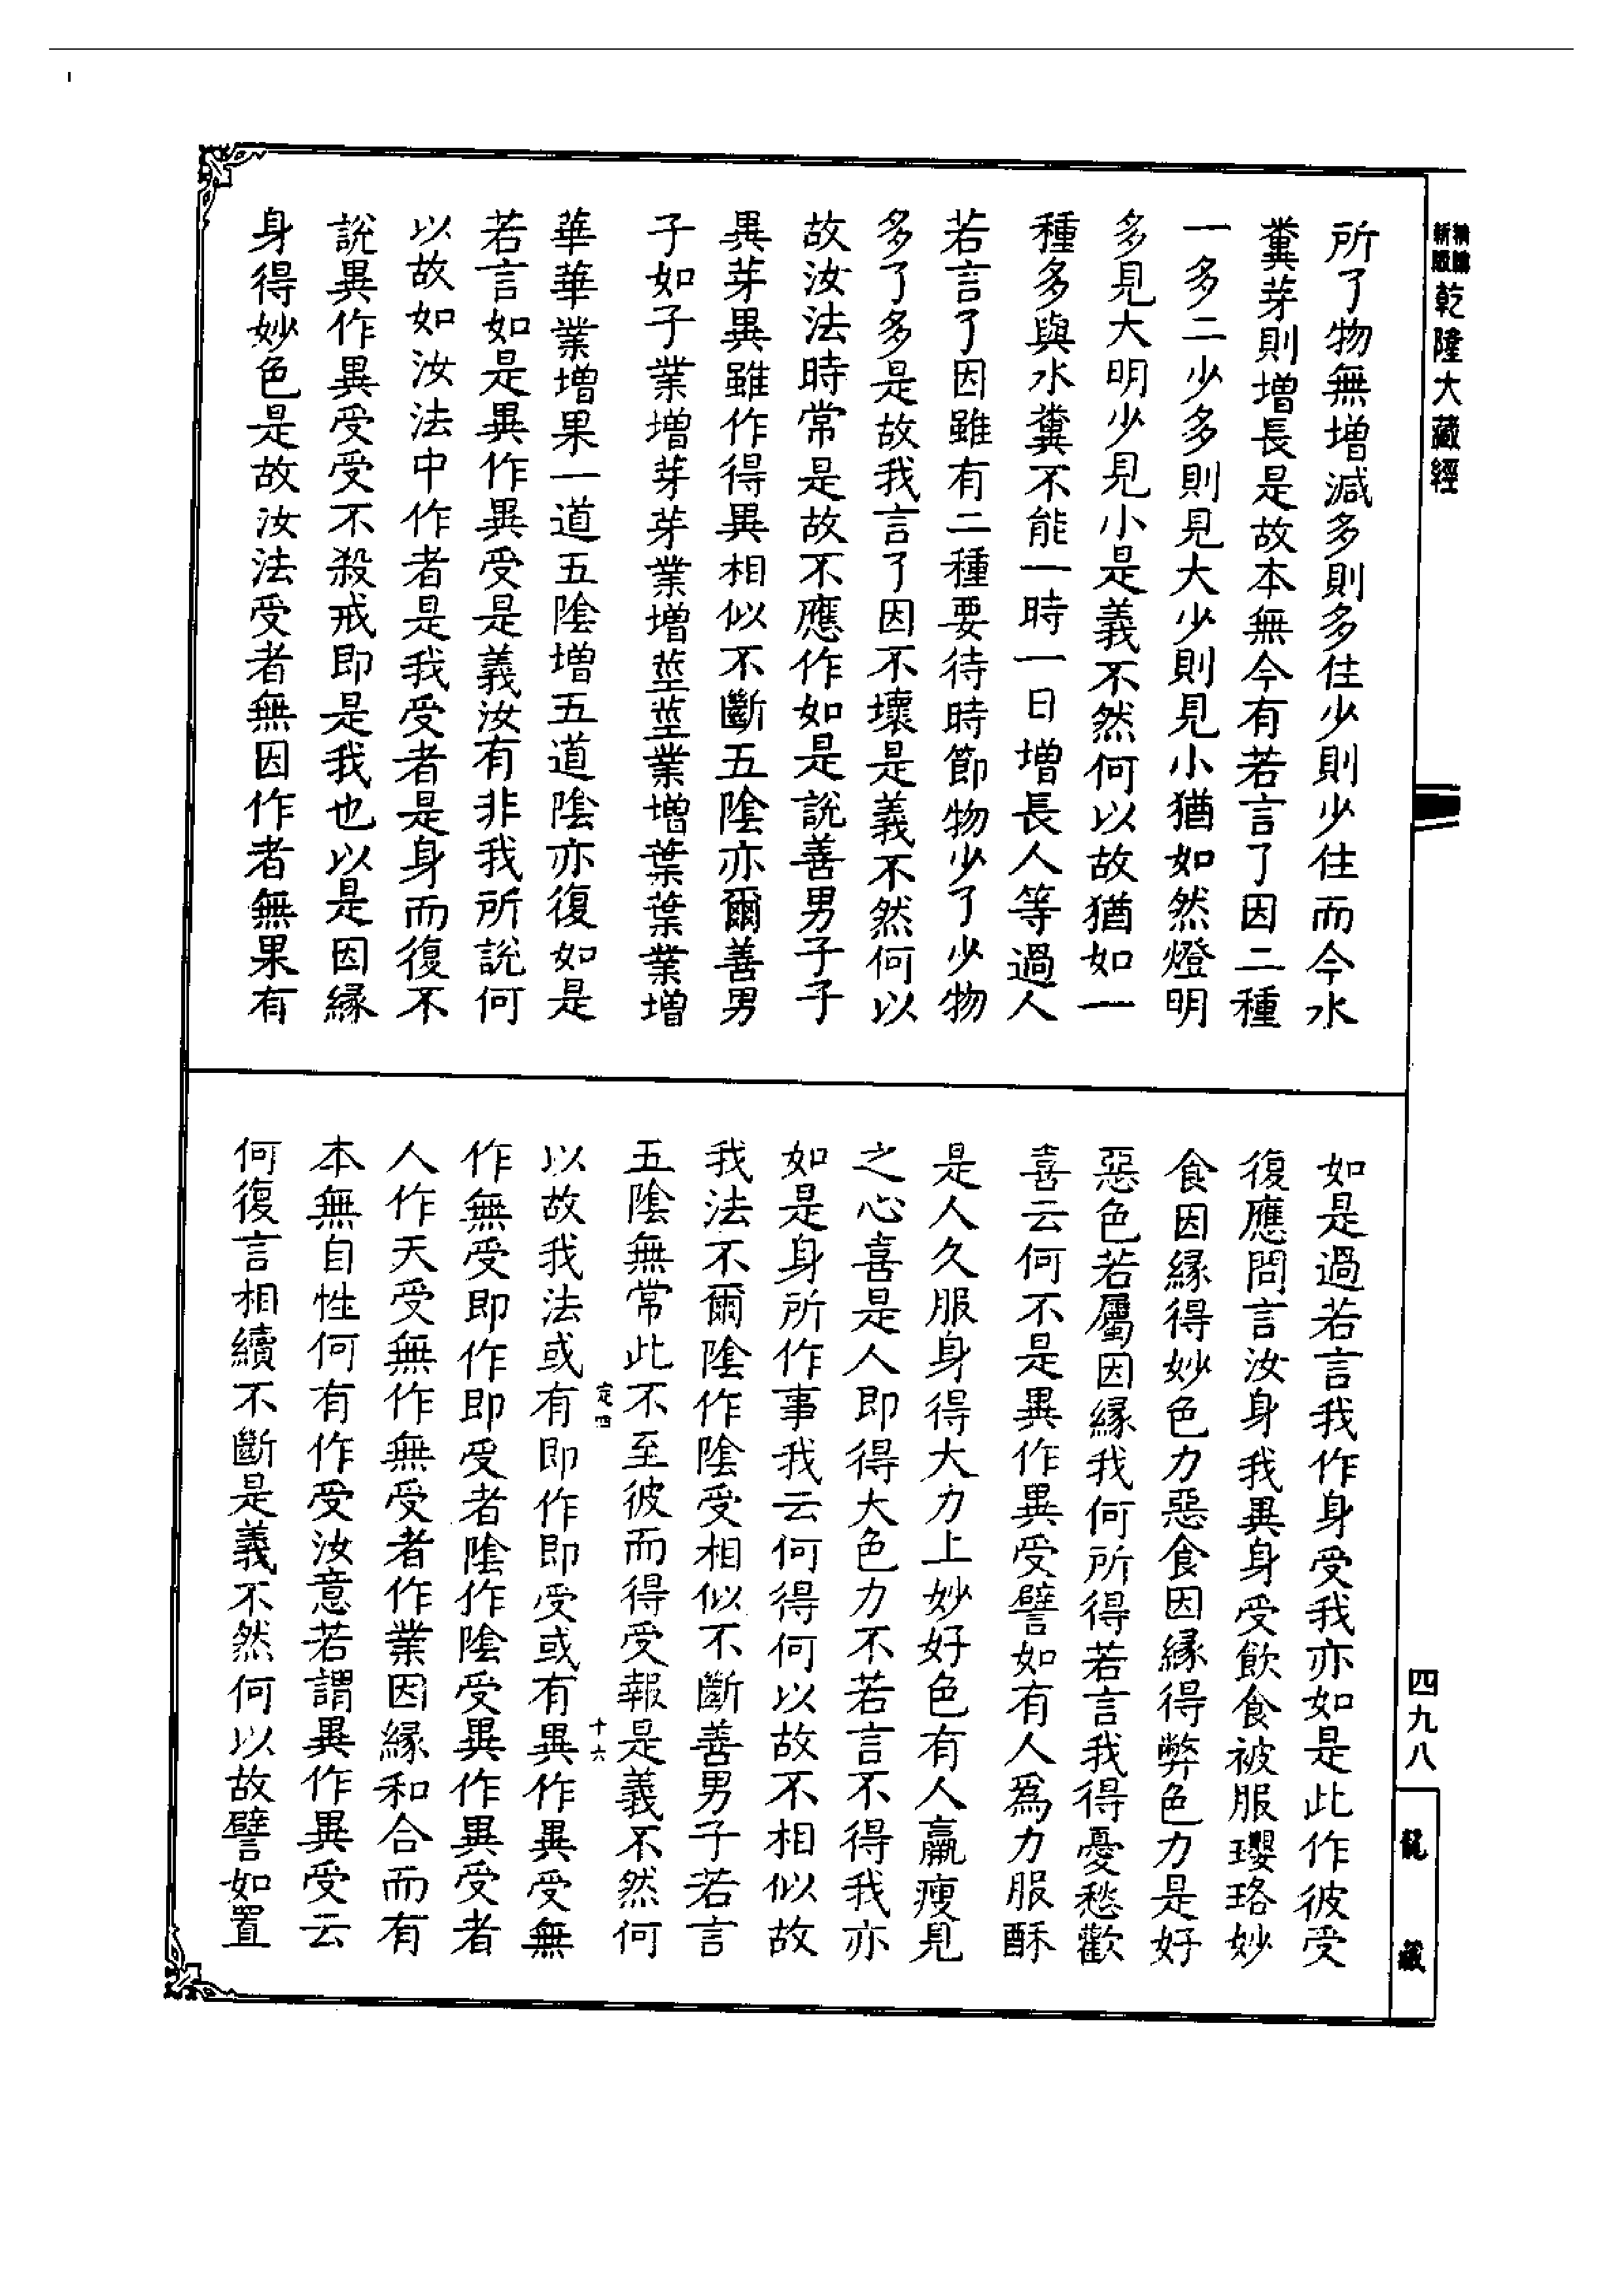 新版精縮乾隆大藏經
所了物無增減多則多住少則少住而今水
糞芽則增長是故本無今有若言了因二種
一多二少多則見大少則見小猶如然燈明
多見大明少見小是義不然何以故猶如一
種多與水糞不能一時一日增長人等過人
若言了因雖有二種要待時節物少了少物
多了多是故我言了因不壞是義不然何以
故汝法時常是故不應作如是說善男子子
異芽異雖作得異相似不斷五陰亦爾善男
子如子業增芽芽業增莖莖業增葉葉業增
華華業增果一道五陰增五道陰亦復如是
若言如是異作異受是義汝有非我所說何
以故如汝法中作者是我受者是身而復不
說異作異受受不殺戒即是我也以是因緣
身得妙色是故汝法受者無因作者無果有
如是過若言我作身受我亦如是此作彼受
復應問言汝身我異身受飲食被服瓔珞妙
食因緣得妙色力惡食因緣得弊色力是好
惡色若屬因緣我何所得若言我得憂愁歡
喜云何不是異作異受譬如有人為力服酥
是人久服身得大力上妙好色有人羸瘦見
之心喜是人即得大色力不若言不得我亦
如是身所作事我云何得何以故不相似故
我法不爾陰作陰受相似不斷善男子若言
五陰無常此不至彼而得受報是義不然何
定四
十六
以故我法或有即作即受或有異作異受無
作無受即作即受者陰作陰受異作異受者
人作天受無作無受者作業因緣和合而有
本無自性何有作受汝意若謂異作異受云
何復言相續不斷是義不然何以故譬如置
四九八
龍
藏